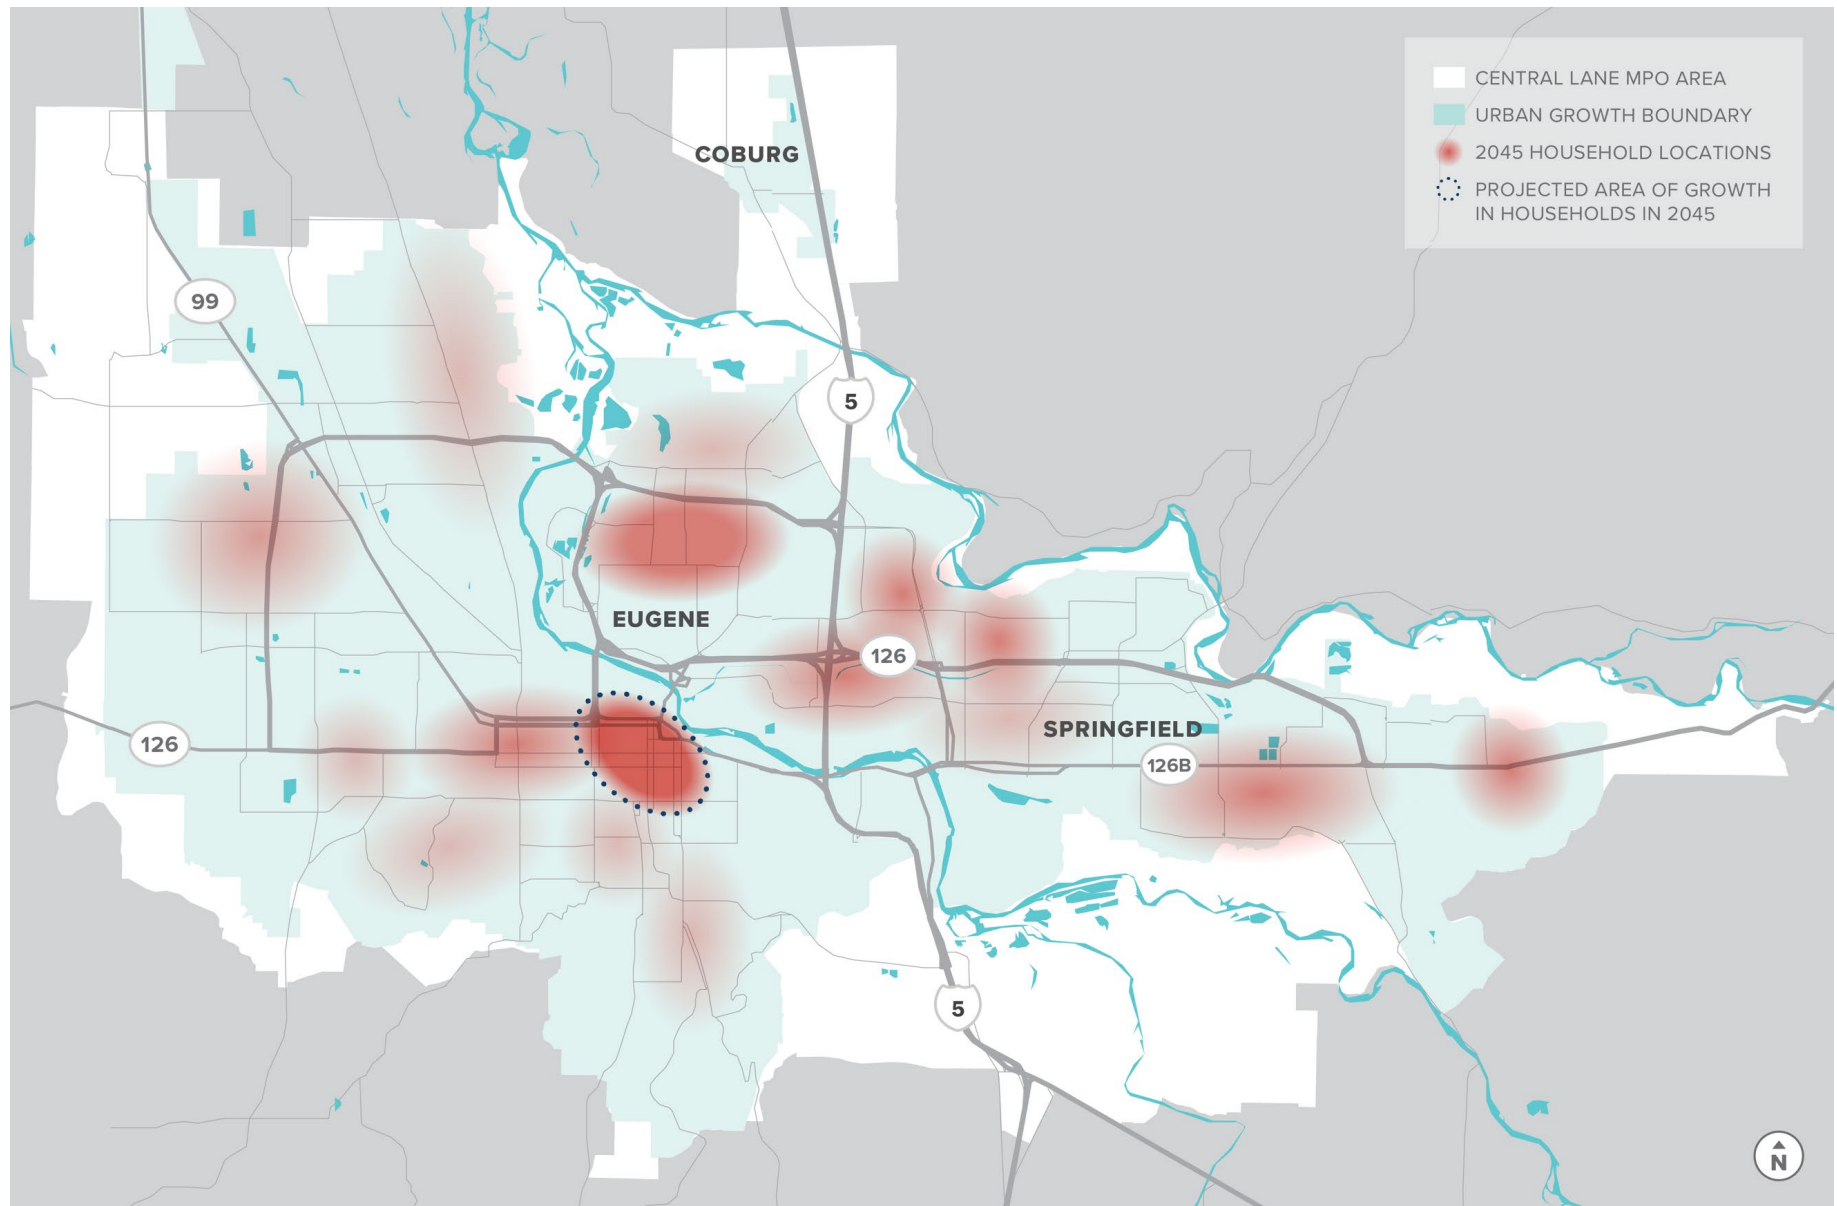 CENTRAL LANE MPO AREA
URBAN GROWTH BOUNDARY
2045 HOUSEHOLD LOCATIONS
PROJECTED AREA OF GROWTH
IN HOUSEHOLDS IN 2045
COBURG
99
5
EUGENE
126
SPRINGFIELD
126
126B
5
N